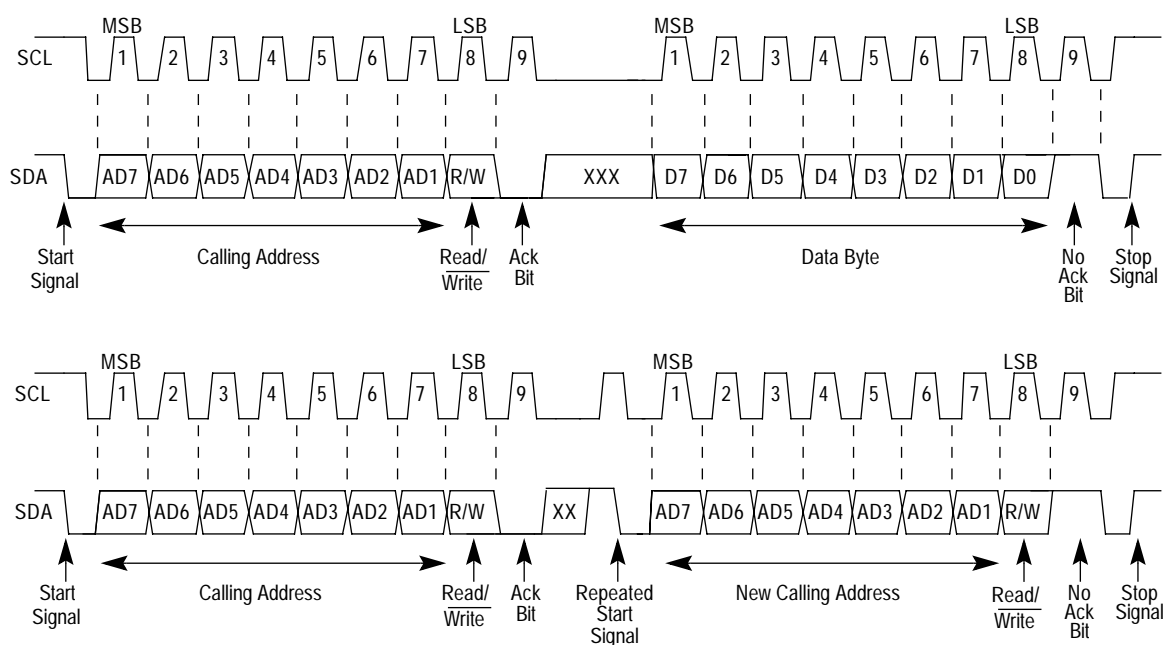 MSB LSB MSB LSB
SCL 1 2 3 4 5 6 7 8 9 1 2 3 4 5 6 7 8 9
SDA AD7 AD6 AD5 AD4 AD3 AD2 AD1 R/W XXX D7 D6 D5 D4 D3 D2 D1 D0
Start Signal
Calling Address
Read/Write
Ack Bit
Data Byte
No Ack Bit
Stop Signal
MSB LSB MSB LSB
SCL 1 2 3 4 5 6 7 8 9 1 2 3 4 5 6 7 8 9
SDA AD7 AD6 AD5 AD4 AD3 AD2 AD1 R/W XX AD7 AD6 AD5 AD4 AD3 AD2 AD1 R/W
Start Signal
Calling Address
Read/Write
Ack Bit
Repeated Start Signal
New Calling Address
Read/Write
No Ack Bit
Stop Signal